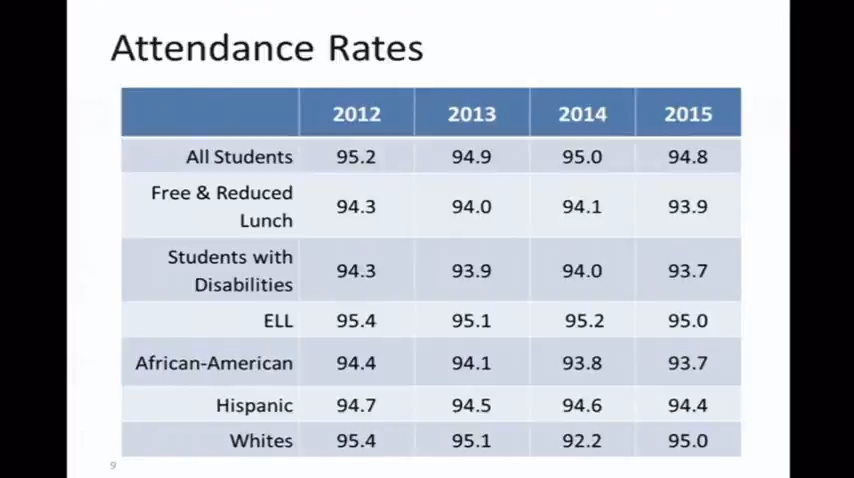 Attendance Rates
2012 2013 2014 2015
All Students 95.2 94.9 95.0 94.8
Free & Reduced
Lunch 94.3 94.0 94.1 93.9
Students with
Disabilities 94.3 93.9 94.0 93.7
ELL 95.4 95.1 95.2 95.0
African-American 94.4 94.1 93.8 93.7
Hispanic 94.7 94.5 94.6 94.4
Whites 95.4 95.1 92.2 95.0
9